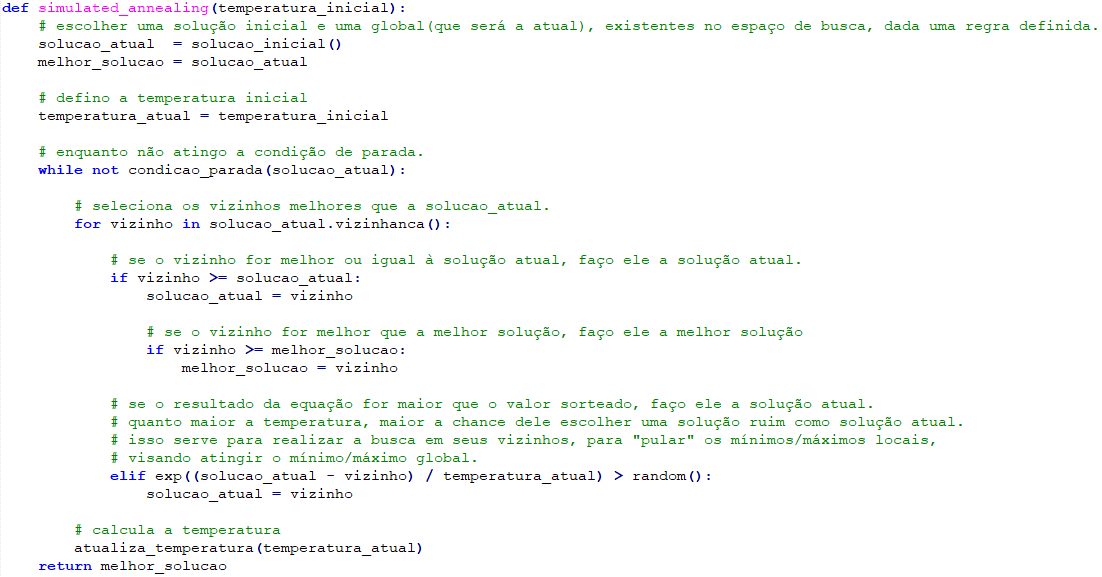 def simulated_annealing(temperatura_inicial):
    # escolher uma solução inicial e uma global(que será a atual), existentes no espaço de busca, dada uma regra definida.
    solucao_atual  = solucao_inicial()
    melhor_solucao = solucao_atual

    # defino a temperatura inicial
    temperatura_atual = temperatura_inicial

    # enquanto não atingo a condição de parada.
    while not condicao_parada(solucao_atual):

        # seleciona os vizinhos melhores que a solucao_atual.
        for vizinho in solucao_atual.vizinhanca():

            # se o vizinho for melhor ou igual à solução atual, faço ele a solução atual.
            if vizinho >= solucao_atual:
                solucao_atual = vizinho

                # se o vizinho for melhor que a melhor solução, faço ele a melhor solução
                if vizinho >= melhor_solucao:
                    melhor_solucao = vizinho

            # se o resultado da equação for maior que o valor sorteado, faço ele a solução atual.
            # quanto maior a temperatura, maior a chance dele escolher uma solução ruim como solução atual.
            # isso serve para realizar a busca em seus vizinhos, para "pular" os mínimos/máximos locais,
            # visando atingir o mínimo/máximo global.
            elif exp((solucao_atual - vizinho) / temperatura_atual) > random():
                solucao_atual = vizinho

        # calcula a temperatura
        atualiza_temperatura(temperatura_atual)
    return melhor_solucao